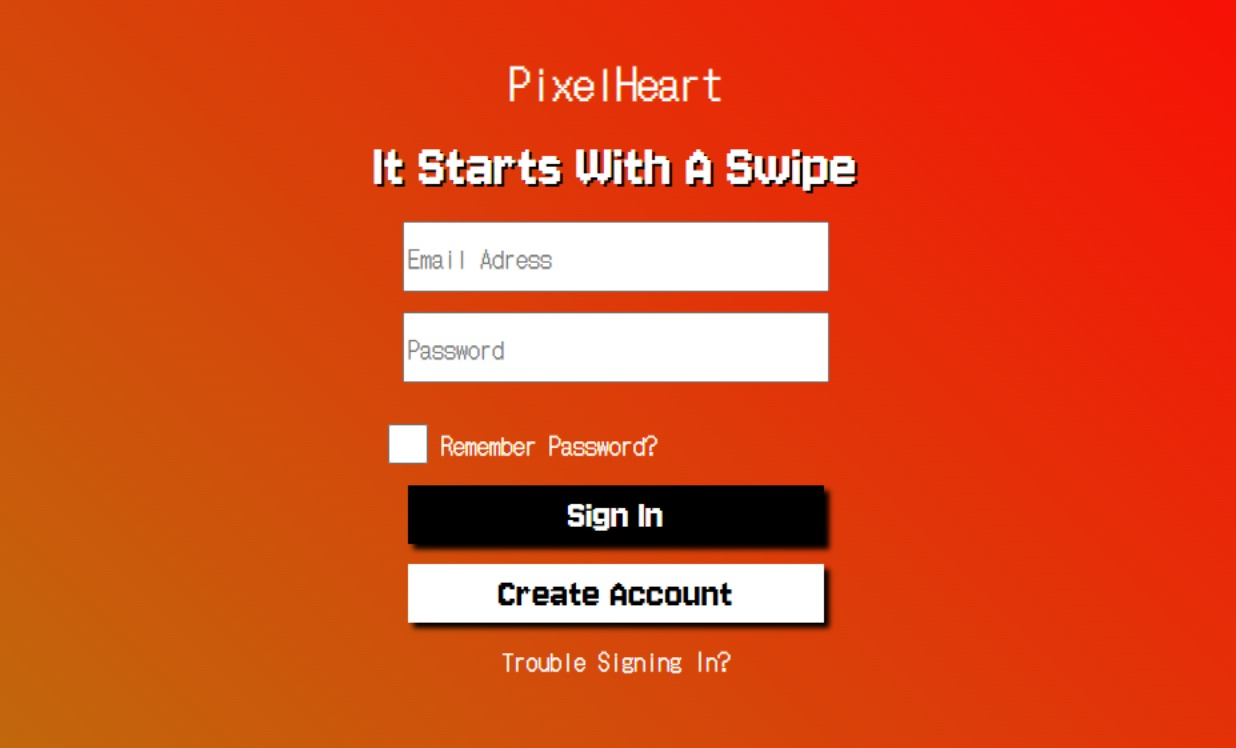 PixelHeart
It Starts With A Swipe
Email Adress
Password
Remember Password?
Sign In
Create Account
Trouble Signing In?